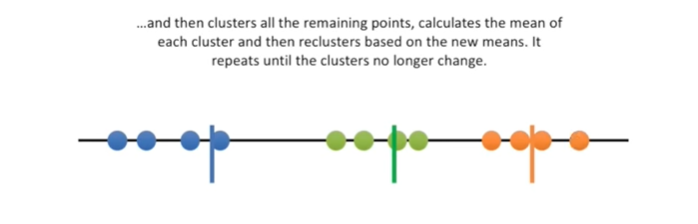 ...and then clusters all the remaining points, calculates the mean of
each cluster and then reclusters based on the new means. It
repeats until the clusters no longer change.